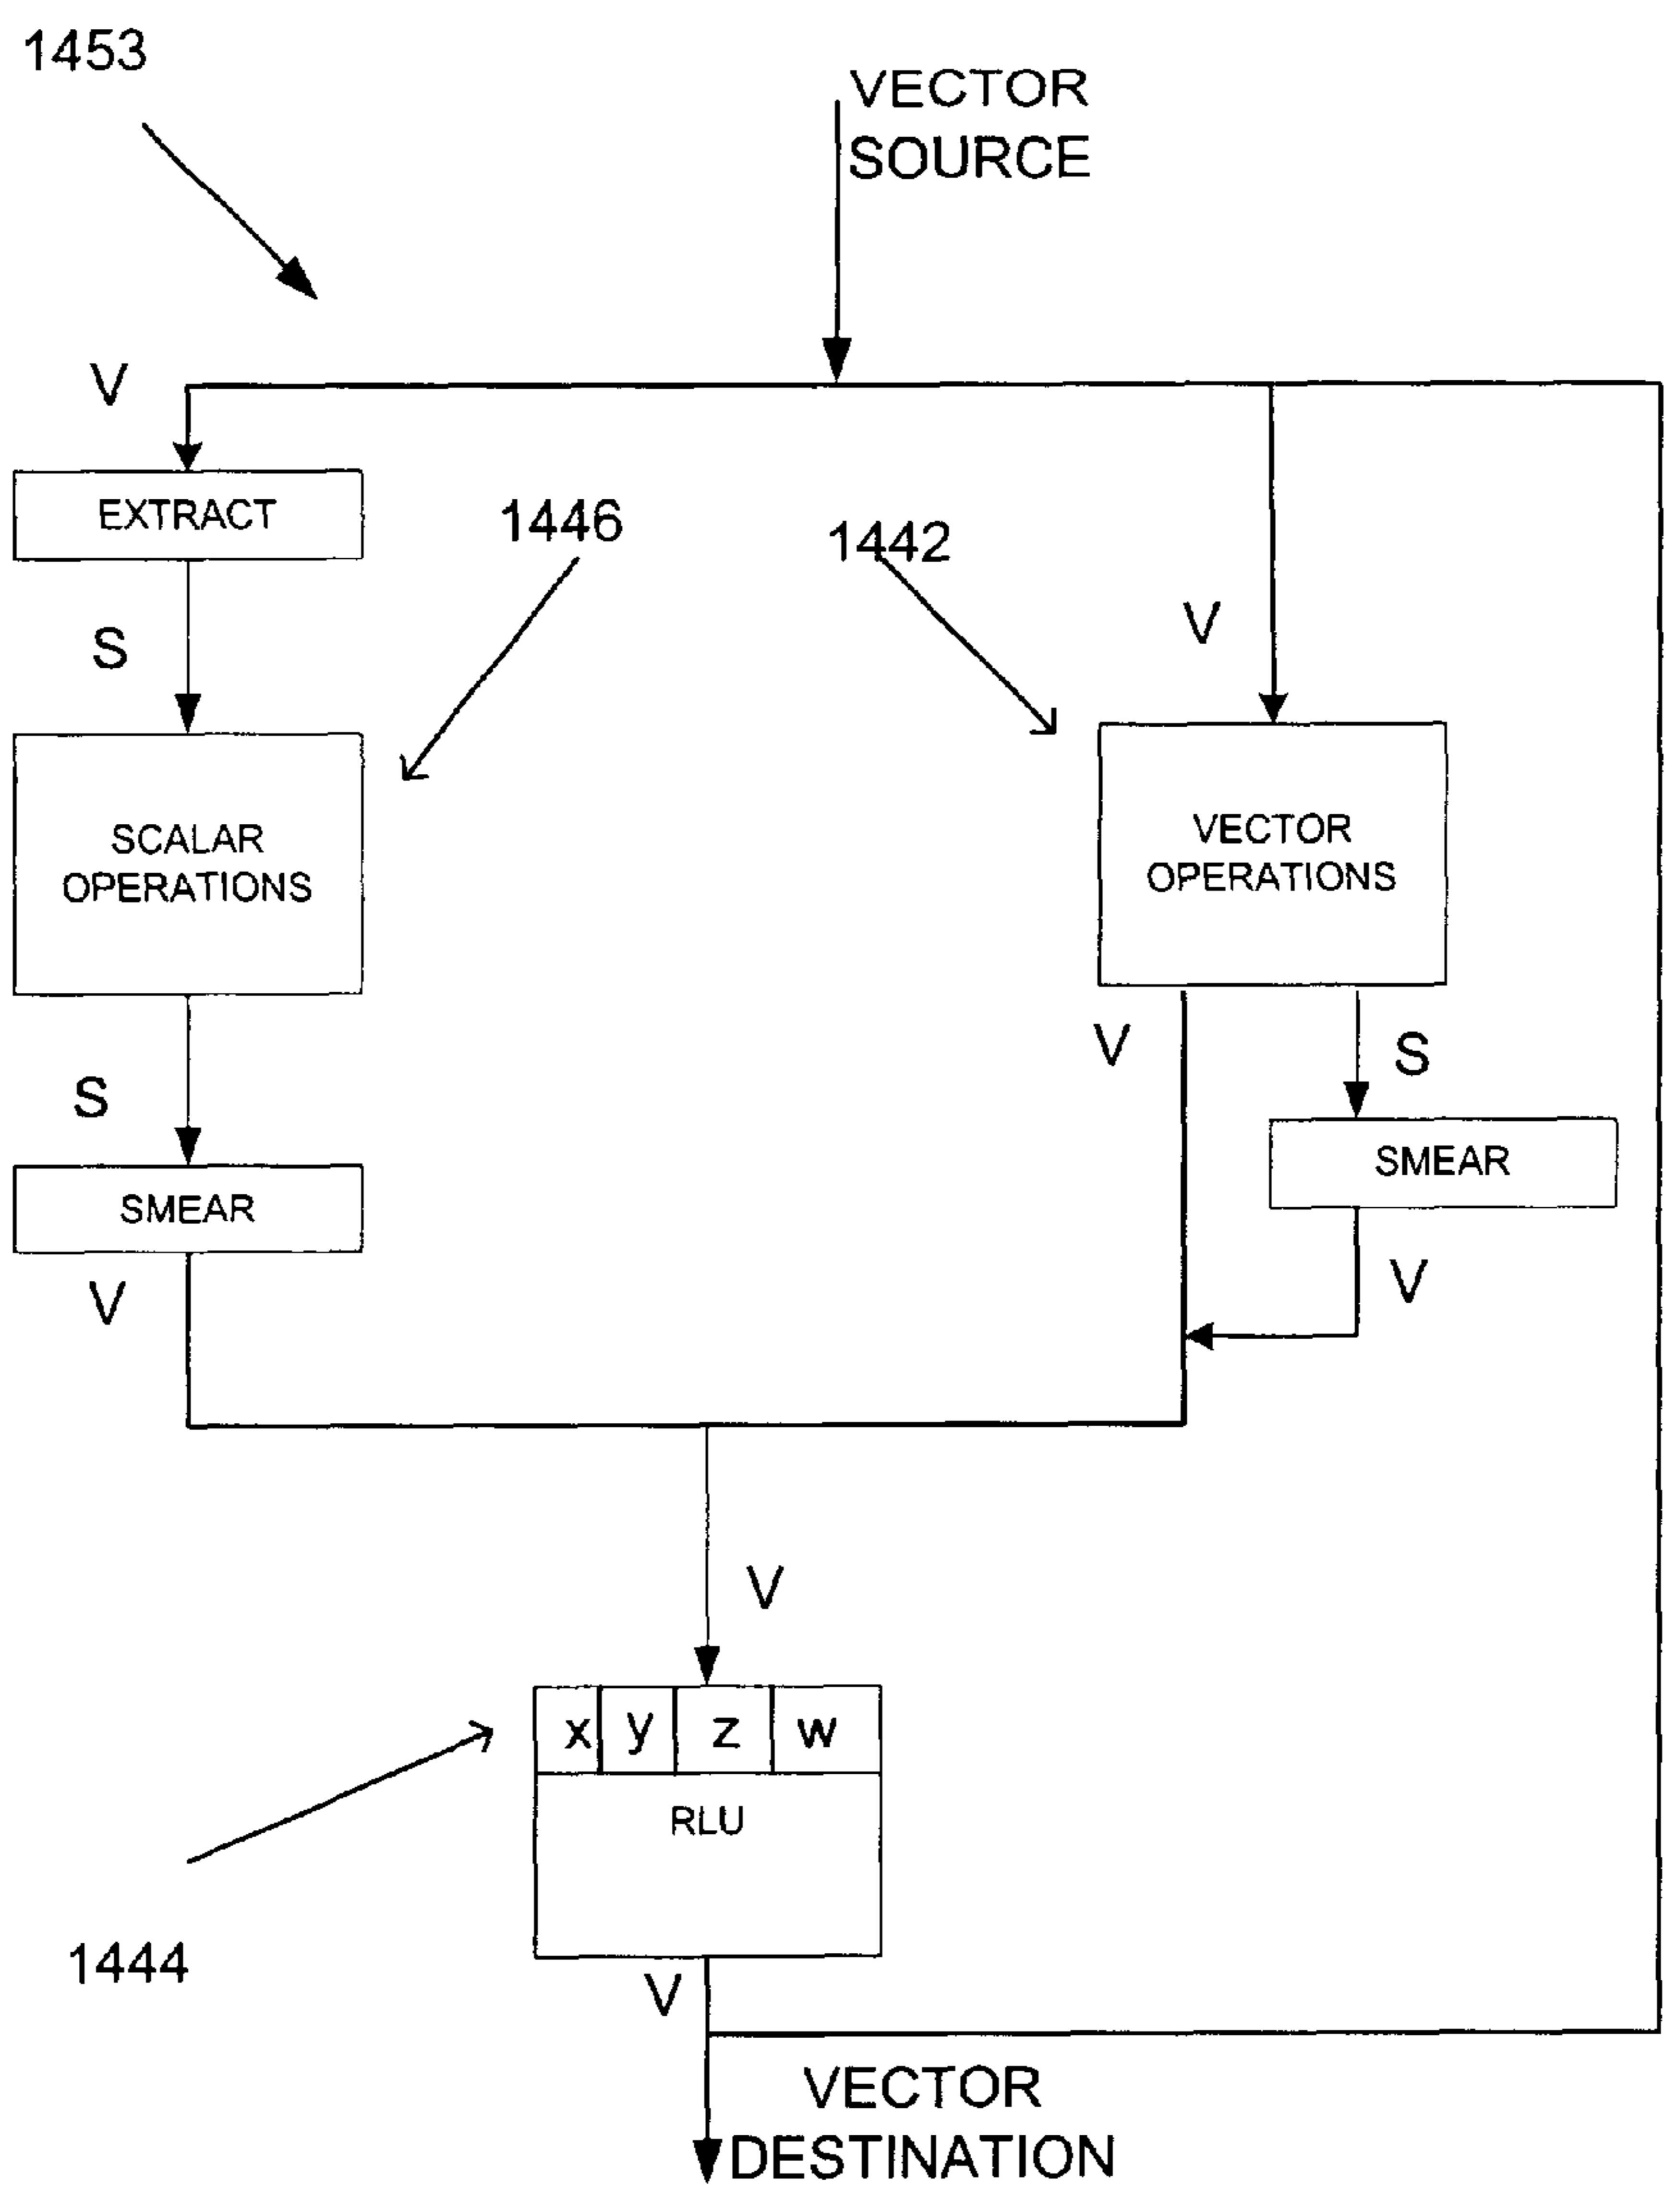 1453
VECTOR
SOURCE
V
EXTRACT
1446
1442
V
S
SCALAR
OPERATIONS
VECTOR
OPERATIONS
V
S
S
SMEAR
SMEAR
V
V
V
x y z w
RLU
1444
V
VECTOR
DESTINATION